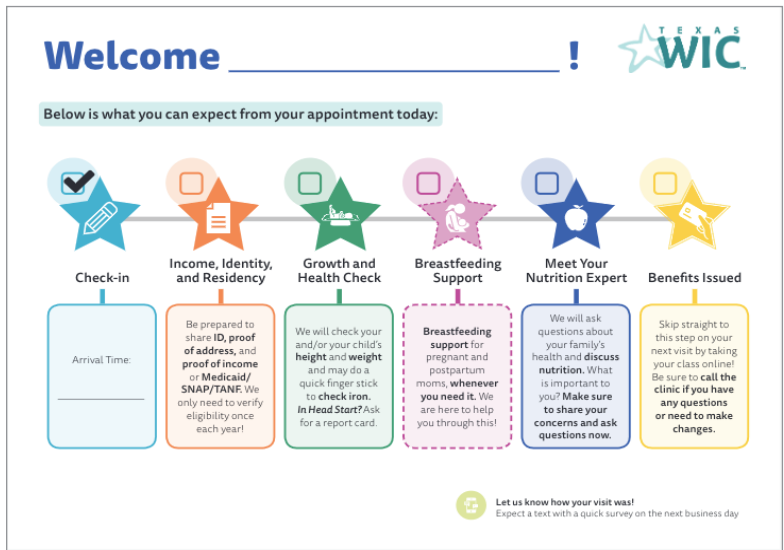 Welcome ____________________ !
TEXAS
WIC
Below is what you can expect from your appointment today:
Check-in
Arrival Time:
Income, Identity,
and Residency
Be prepared to
share ID, proof
of address, and
proof of income
or Medicaid/
SNAP/TANF. We
only need to verify
eligibility once
each year!
Growth and
Health Check
We will check your
and/or your child's
height and weight
and may do a
quick finger stick
to check iron.
In Head Start? Ask
for a report card.
Breastfeeding
Support
Breastfeeding
support for
pregnant and
postpartum
moms, whenever
you need it. We
are here to help
you through this!
Meet Your
Nutrition Expert
We will ask
questions about
your family's
health and discuss
nutrition. What
is important to
you? Make sure
to share your
concerns and ask
questions now.
Benefits Issued
Skip straight to
this step on your
next visit by taking
your class online!
Be sure to call the
clinic if you have
any questions
or need to make
changes.
Let us know how your visit was!
Expect a text with a quick survey on the next business day